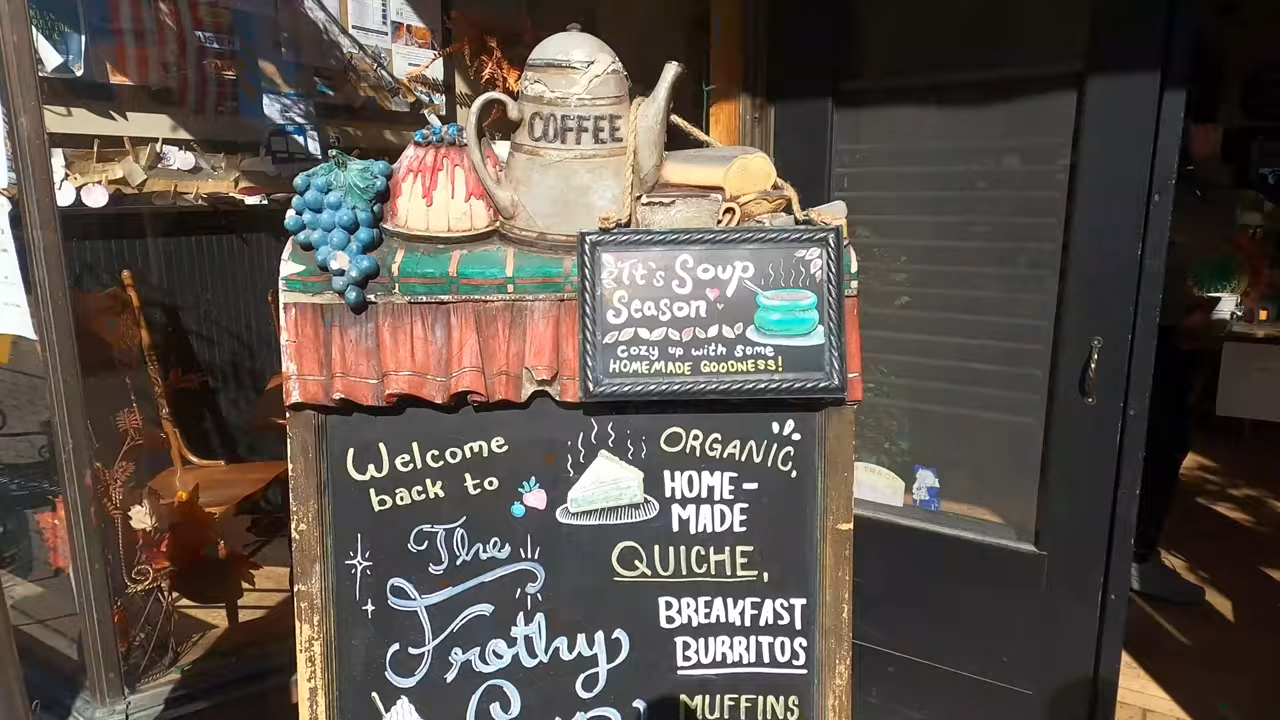 COFFEE
It's Soup
Season
cozy up with some
HOMEMADE GOODNESS!
Welcome
back to
The
Frothy
ORGANIC,
HOME-
MADE
QUICHE,
BREAKFAST
BURRITOS
MUFFINS